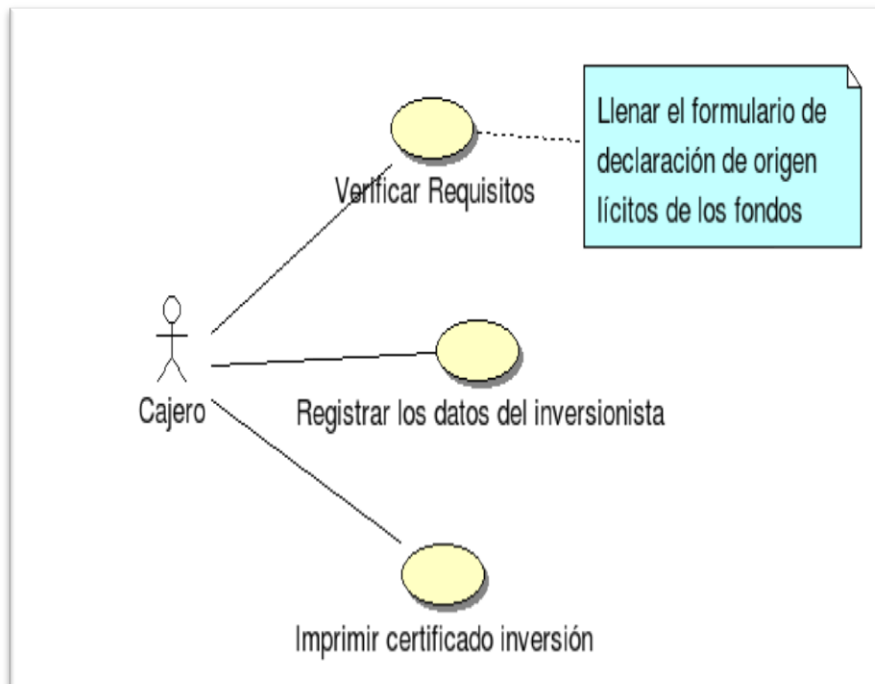 Llenar el formulario de
declaración de origen
lícitos de los fondos
Verificar Requisitos
Cajero
Registrar los datos del inversionista
Imprimir certificado inversión